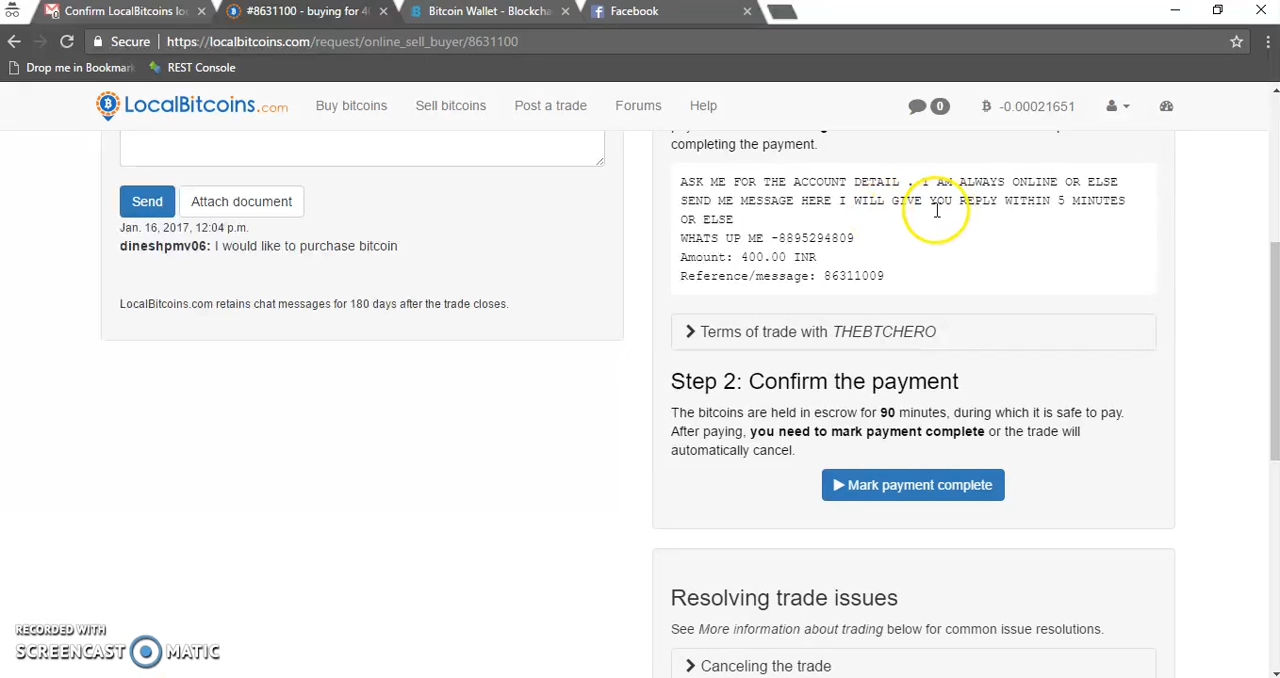 Confirm LocalBitcoins lo
#8631100 - buying for 4
Bitcoin Wallet - Blockcha
Facebook
Secure
https://localbitcoins.com/request/online_sell_buyer/8631100
Drop me in Bookmar
REST Console
LocalBitcoins.com
Buy bitcoins
Sell bitcoins
Post a trade
Forums
Help
0
-0.00021651
completing the payment.
Send
Attach document
Jan. 16, 2017, 12:04 p.m.
dineshpmv06: I would like to purchase bitcoin
LocalBitcoins.com retains chat messages for 180 days after the trade closes.
ASK ME FOR THE ACCOUNT DETAIL . I AM ALWAYS ONLINE OR ELSE
SEND ME MESSAGE HERE I WILL GIVE YOU REPLY WITHIN 5 MINUTES
OR ELSE
WHATS UP ME -8895294809
Amount: 400.00 INR
Reference/message: 86311009
Terms of trade with THEBTCHERO
Step 2: Confirm the payment
The bitcoins are held in escrow for 90 minutes, during which it is safe to pay.
After paying, you need to mark payment complete or the trade will
automatically cancel.
Mark payment complete
Resolving trade issues
See More information about trading below for common issue resolutions.
Canceling the trade
RECORDED WITH
SCREENCAST MATIC